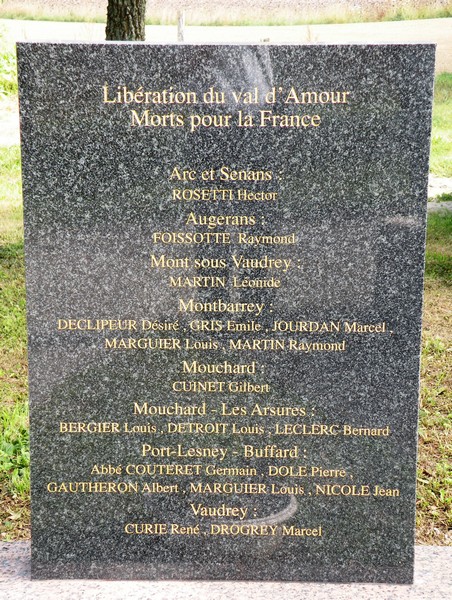 Libération du val d'Amour
Morts pour la France
Arc et Senans :
ROSETTI Hector
Augerans :
FOISSOTTE Raymond
Mont sous Vaudrey :
MARTIN Léonide
Montbarrey :
DECLIPEUR Désiré , GRIS Emile , JOURDAN Marcel ,
MARGUIER Louis , MARTIN Raymond
Mouchard :
CUINET Gilbert
Mouchard - Les Arsures :
BERGIER Louis , DETROIT Louis , LECLERC Bernard
Port-Lesney - Buffard :
Abbé COUTERET Germain , DOLE Pierre ,
GAUTHERON Albert , MARGUIER Louis , NICOLE Jean
Vaudrey :
CURIE René , DROGREY Marcel